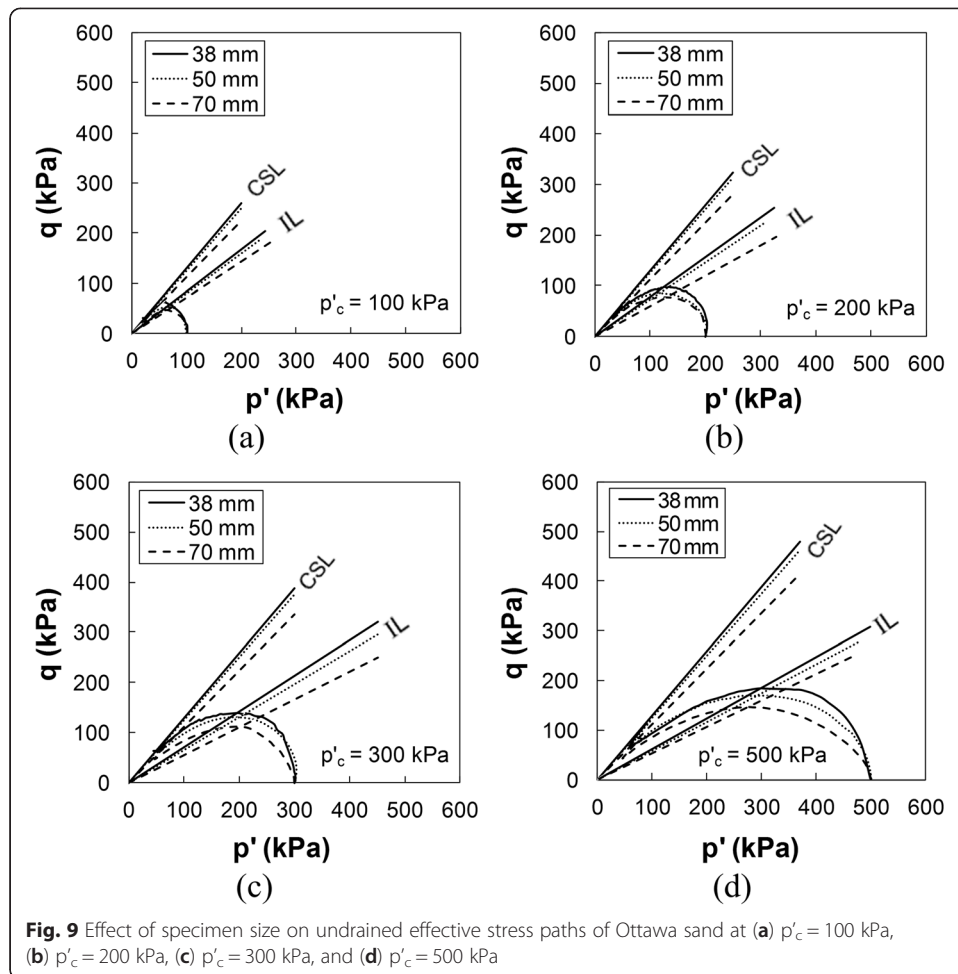 600
500
400
300
200
100
0
q (kPa)
38 mm
50 mm
70 mm
CSL
IL
p'c = 100 kPa
0 100 200 300 400 500 600
p' (kPa)
(a)
600
500
400
300
200
100
0
q (kPa)
38 mm
50 mm
70 mm
CSL
IL
p'c = 200 kPa
0 100 200 300 400 500 600
p' (kPa)
(b)
600
500
400
300
200
100
0
q (kPa)
38 mm
50 mm
70 mm
CSL
IL
p'c = 300 kPa
0 100 200 300 400 500 600
p' (kPa)
(c)
600
500
400
300
200
100
0
q (kPa)
38 mm
50 mm
70 mm
CSL
IL
p'c = 500 kPa
0 100 200 300 400 500 600
p' (kPa)
(d)
Fig. 9 Effect of specimen size on undrained effective stress paths of Ottawa sand at (a) p'c = 100 kPa,
(b) p'c = 200 kPa, (c) p'c = 300 kPa, and (d) p'c = 500 kPa